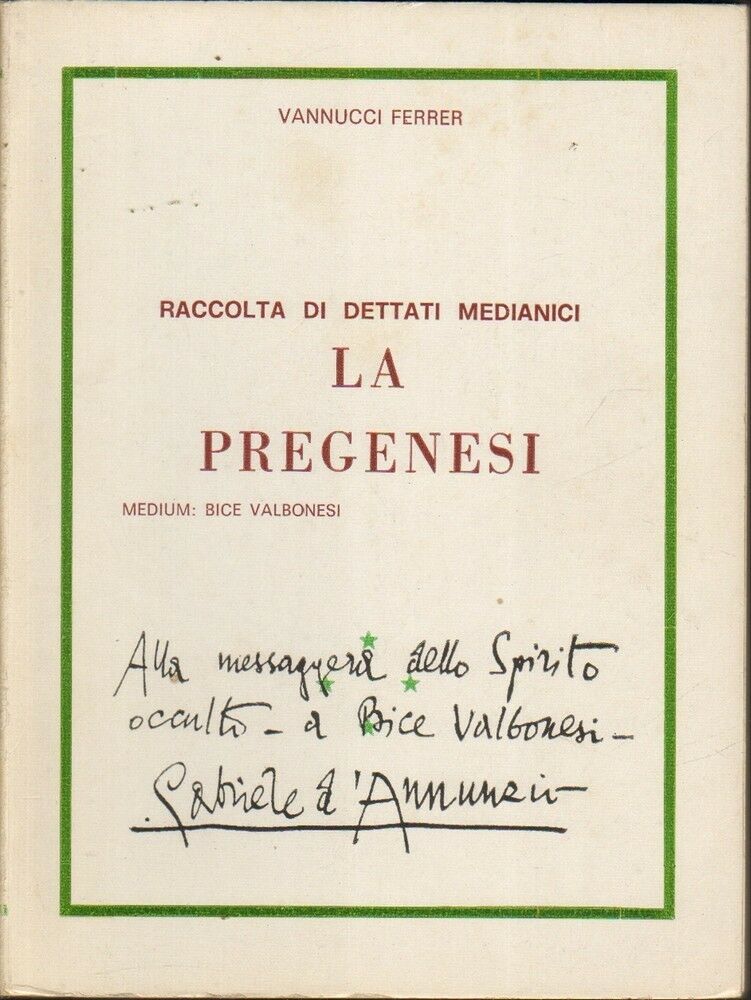 VANNUCCI FERRER
RACCOLTA DI DETTATI MEDIANICI
LA
PREGENESI
MEDIUM: BICE VALBONESI
Alla messaggera dello Spirito
occulto - a Bice Valbonesi -
Gabriele d'Annunzio